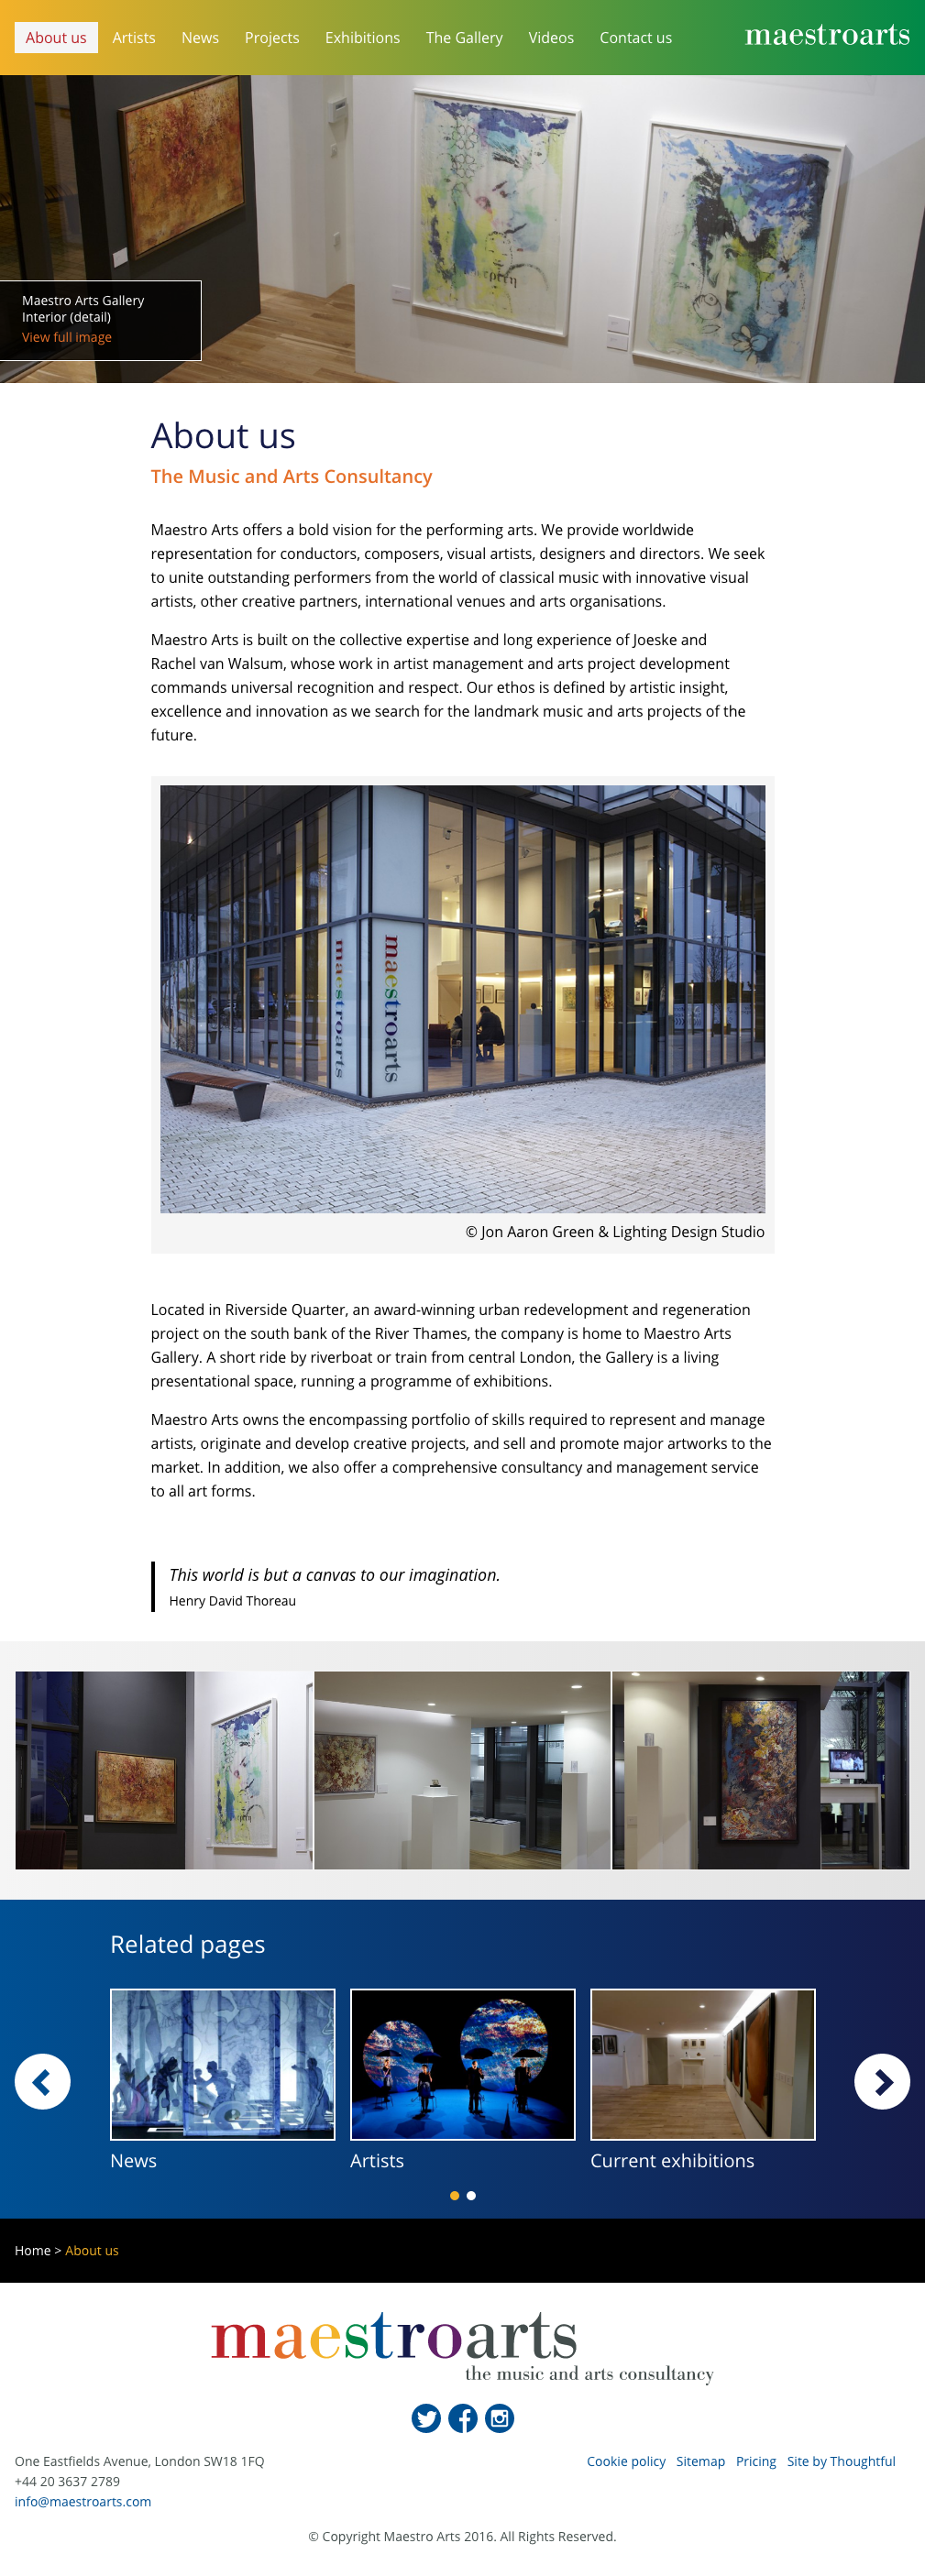 About us Artists News Projects Exhibitions The Gallery Videos Contact us maestroarts
Maestro Arts Gallery
Interior (detail)
View full image
About us
The Music and Arts Consultancy
Maestro Arts offers a bold vision for the performing arts. We provide worldwide
representation for conductors, composers, visual artists, designers and directors. We seek
to unite outstanding performers from the world of classical music with innovative visual
artists, other creative partners, international venues and arts organisations.
Maestro Arts is built on the collective expertise and long experience of Joeske and
Rachel van Walsum, whose work in artist management and arts project development
commands universal recognition and respect. Our ethos is defined by artistic insight,
excellence and innovation as we search for the landmark music and arts projects of the
future.
maestroarts
maestroarts
© Jon Aaron Green & Lighting Design Studio
Located in Riverside Quarter, an award-winning urban redevelopment and regeneration
project on the south bank of the River Thames, the company is home to Maestro Arts
Gallery. A short ride by riverboat or train from central London, the Gallery is a living
presentational space, running a programme of exhibitions.
Maestro Arts owns the encompassing portfolio of skills required to represent and manage
artists, originate and develop creative projects, and sell and promote major artworks to the
market. In addition, we also offer a comprehensive consultancy and management service
to all art forms.
This world is but a canvas to our imagination.
Henry David Thoreau
Related pages
News Artists Current exhibitions
Home > About us
maestroarts
the music and arts consultancy
One Eastfields Avenue, London SW18 1FQ
+44 20 3637 2789
info@maestroarts.com
Cookie policy Sitemap Pricing Site by Thoughtful
© Copyright Maestro Arts 2016. All Rights Reserved.